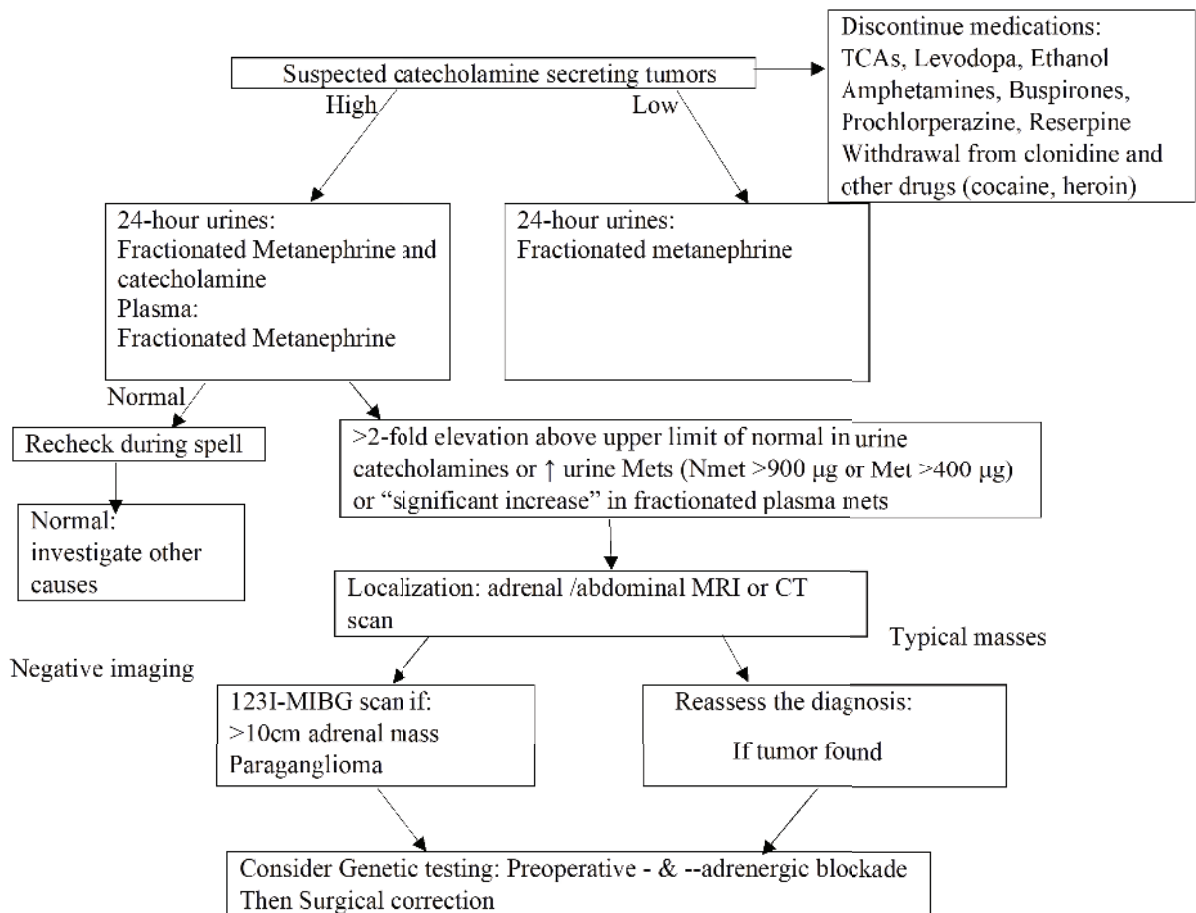 Suspected catecholamine secreting tumors
Discontinue medications:
TCAs, Levodopa, Ethanol
Amphetamines, Buspirones,
Prochlorperazine, Reserpine
Withdrawal from clonidine and
other drugs (cocaine, heroin)
High
Low
24-hour urines:
Fractionated Metanephrine and
catecholamine
Plasma:
Fractionated Metanephrine
24-hour urines:
Fractionated metanephrine
Normal
Recheck during spell
Normal:
investigate other
causes
>2-fold elevation above upper limit of normal in urine
catecholamines or ↑ urine Mets (Nmet >900 μg or Met >400 μg)
or “significant increase” in fractionated plasma mets
Localization: adrenal /abdominal MRI or CT
scan
Negative imaging
Typical masses
123I-MIBG scan if:
>10cm adrenal mass
Paraganglioma
Reassess the diagnosis:
If tumor found
Consider Genetic testing: Preoperative - & --adrenergic blockade
Then Surgical correction